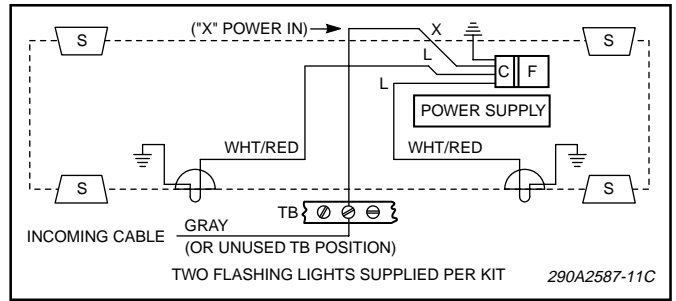 S
("X" POWER IN)
X
S
L
C F
L
POWER SUPPLY
WHT/RED
WHT/RED
S
S
TB
INCOMING CABLE
GRAY
(OR UNUSED TB POSITION)
TWO FLASHING LIGHTS SUPPLIED PER KIT
290A2587-11C